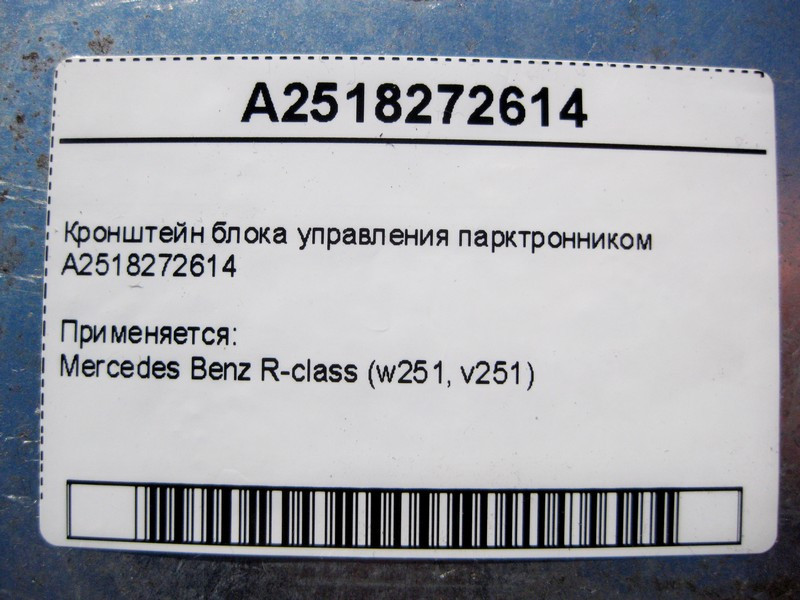 A2518272614
Кронштейн блока управления парктронником
A2518272614
Применяется:
Mercedes Benz R-class (w251, v251)